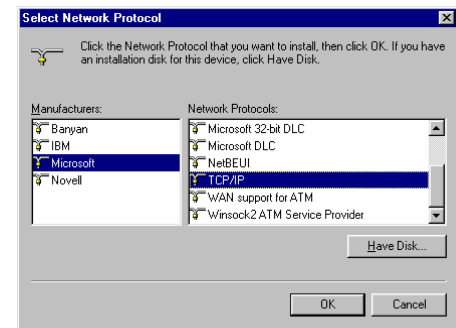 Select Network Protocol
Click the Network Protocol that you want to install, then click OK. If you have
an installation disk for this device, click Have Disk.
Manufacturers:
Banyan
IBM
Microsoft
Novell
Network Protocols:
Microsoft 32-bit DLC
Microsoft DLC
NetBEUI
TCP/IP
WAN support for ATM
Winsock2 ATM Service Provider
Have Disk...
OK
Cancel